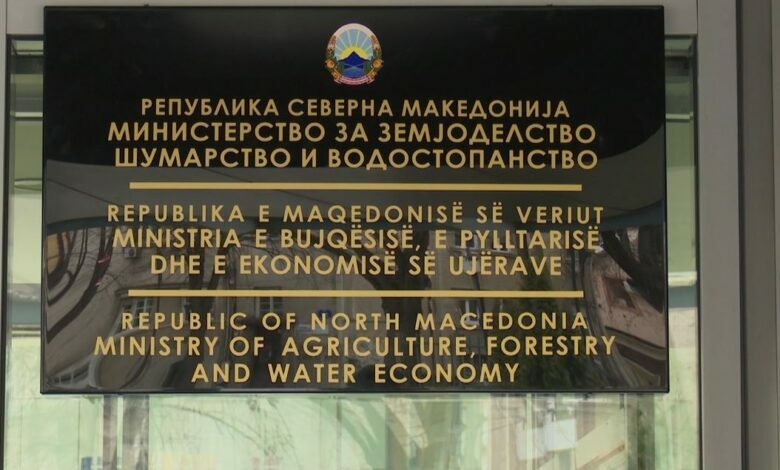 РЕПУБЛИКА СЕВЕРНА МАКЕДОНИЈА
МИНИСТЕРСТВО ЗА ЗЕМЈОДЕЛСТВО
ШУМАРСТВО И ВОДОСТОПАНСТВО
REPUBLIKA E MAQEDONISË SË VERIUT
MINISTRIA E BUJQËSISË, E PYLLTARISË
DHE E EKONOMISË SË UJËRAVE
REPUBLIC OF NORTH MACEDONIA
MINISTRY OF AGRICULTURE, FORESTRY
AND WATER ECONOMY